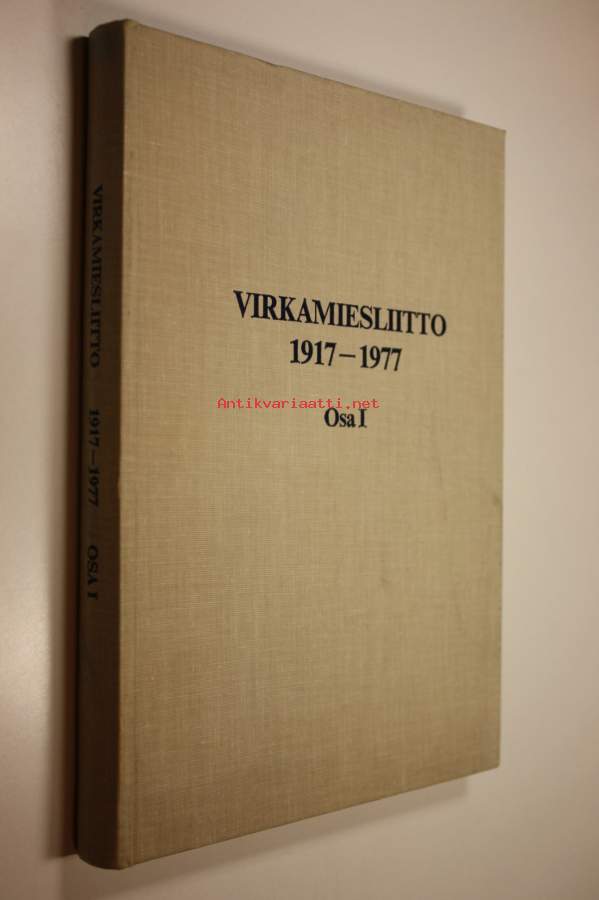 VIRKAMIESLIITTO 1917–1977 OSA I
VIRKAMIESLIITTO
1917–1977
Antikvariaatti.net
Osa I